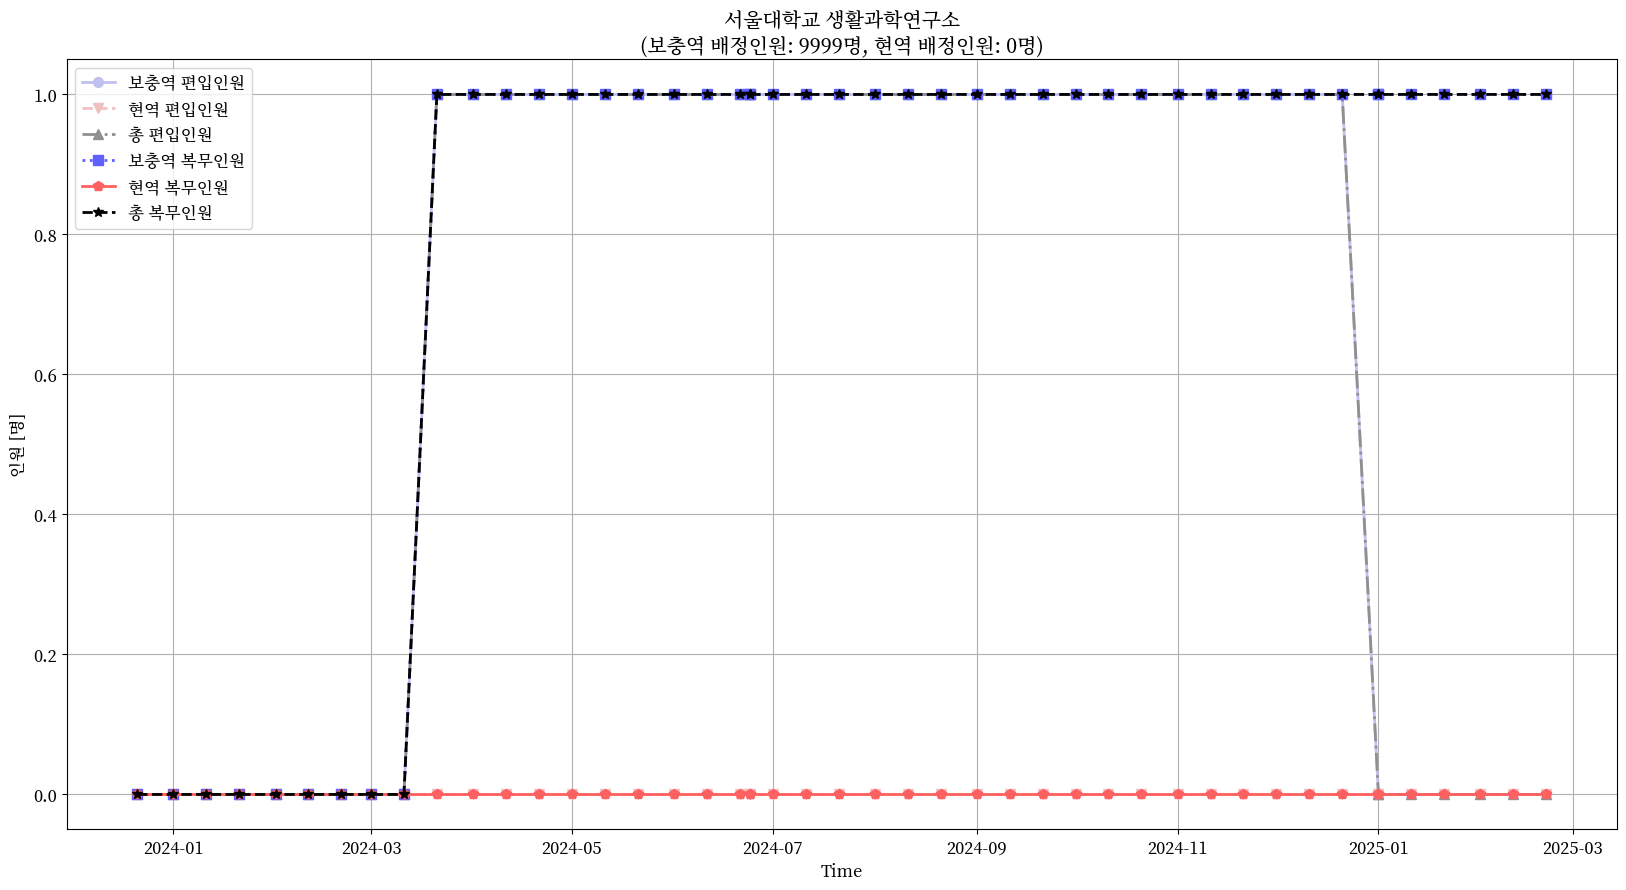 서울대학교 생활과학연구소
(보충역 배정인원: 9999명, 현역 배정인원: 0명)
보충역 편입인원
현역 편입인원
총 편입인원
보충역 복무인원
현역 복무인원
총 복무인원
1.0
0.8
0.6
0.4
0.2
0.0
인원 [명]
2024-01
2024-03
2024-05
2024-07
2024-09
2024-11
2025-01
2025-03
Time